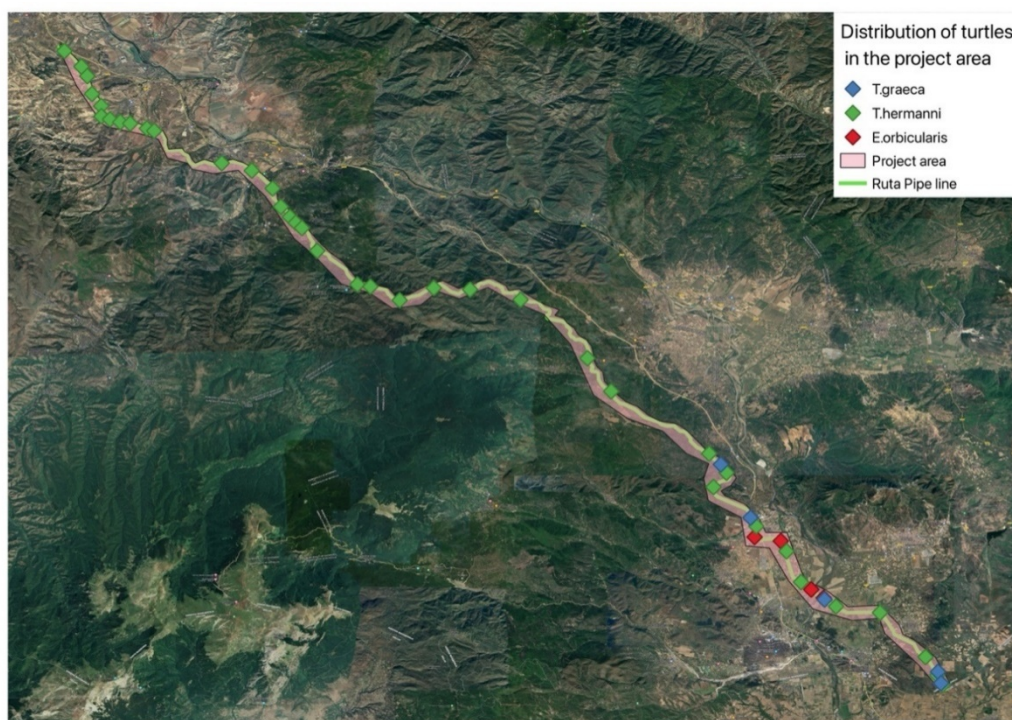 Distribution of turtles
in the project area
T.graeca
T.hermanni
E.orbicularis
Project area
Ruta Pipe line